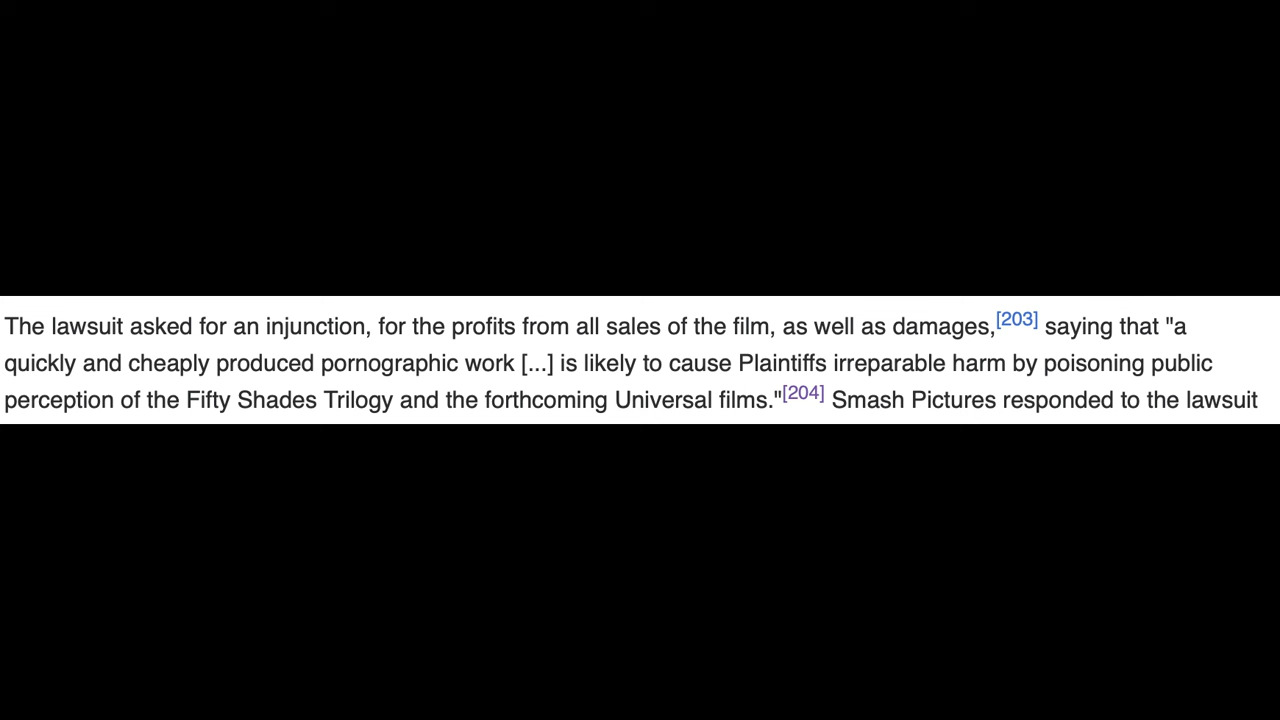 The lawsuit asked for an injunction, for the profits from all sales of the film, as well as damages,[203] saying that "a
quickly and cheaply produced pornographic work [...] is likely to cause Plaintiffs irreparable harm by poisoning public
perception of the Fifty Shades Trilogy and the forthcoming Universal films."[204] Smash Pictures responded to the lawsuit